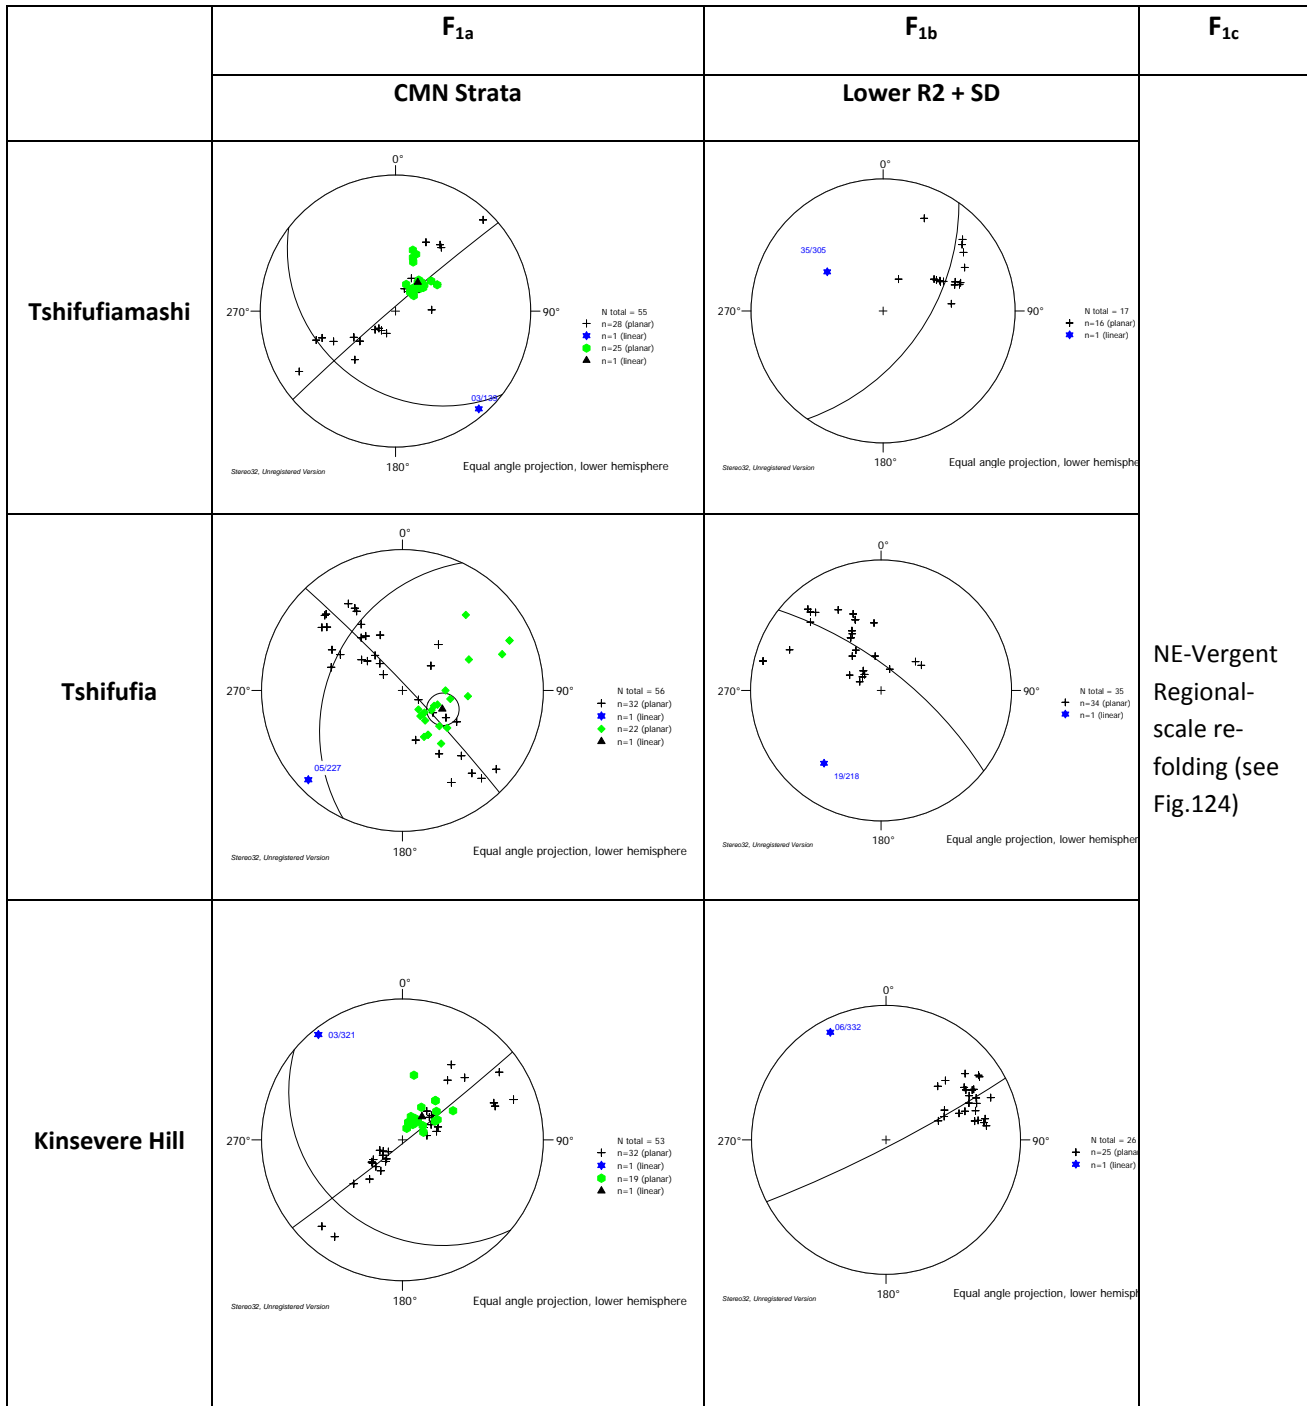 F1a
F1b
F1c
CMN Strata
Lower R2 + SD
Tshifufiamashi
0°
270°
90°
180°
03/139
N total = 55
n=28 (planar)
n=1 (linear)
n=25 (planar)
n=1 (linear)
Stereo32, Unregistered Version
Equal angle projection, lower hemisphere
0°
270°
90°
180°
35/305
N total = 17
n=16 (planar)
n=1 (linear)
Stereo32, Unregistered Version
Equal angle projection, lower hemisphe
Tshifufia
0°
270°
90°
180°
05/227
N total = 56
n=32 (planar)
n=1 (linear)
n=22 (planar)
n=1 (linear)
Stereo32, Unregistered Version
Equal angle projection, lower hemisphere
0°
270°
90°
180°
19/218
N total = 35
n=34 (planar)
n=1 (linear)
Stereo32, Unregistered Version
Equal angle projection, lower hemispher
NE-Vergent
Regional-
scale re-
folding (see
Fig.124)
Kinsevere Hill
0°
270°
90°
180°
03/321
N total = 53
n=32 (planar)
n=1 (linear)
n=19 (planar)
n=1 (linear)
Stereo32, Unregistered Version
Equal angle projection, lower hemisphere
0°
270°
90°
180°
06/332
N total = 26
n=25 (planar
n=1 (linear)
Stereo32, Unregistered Version
Equal angle projection, lower hemisph